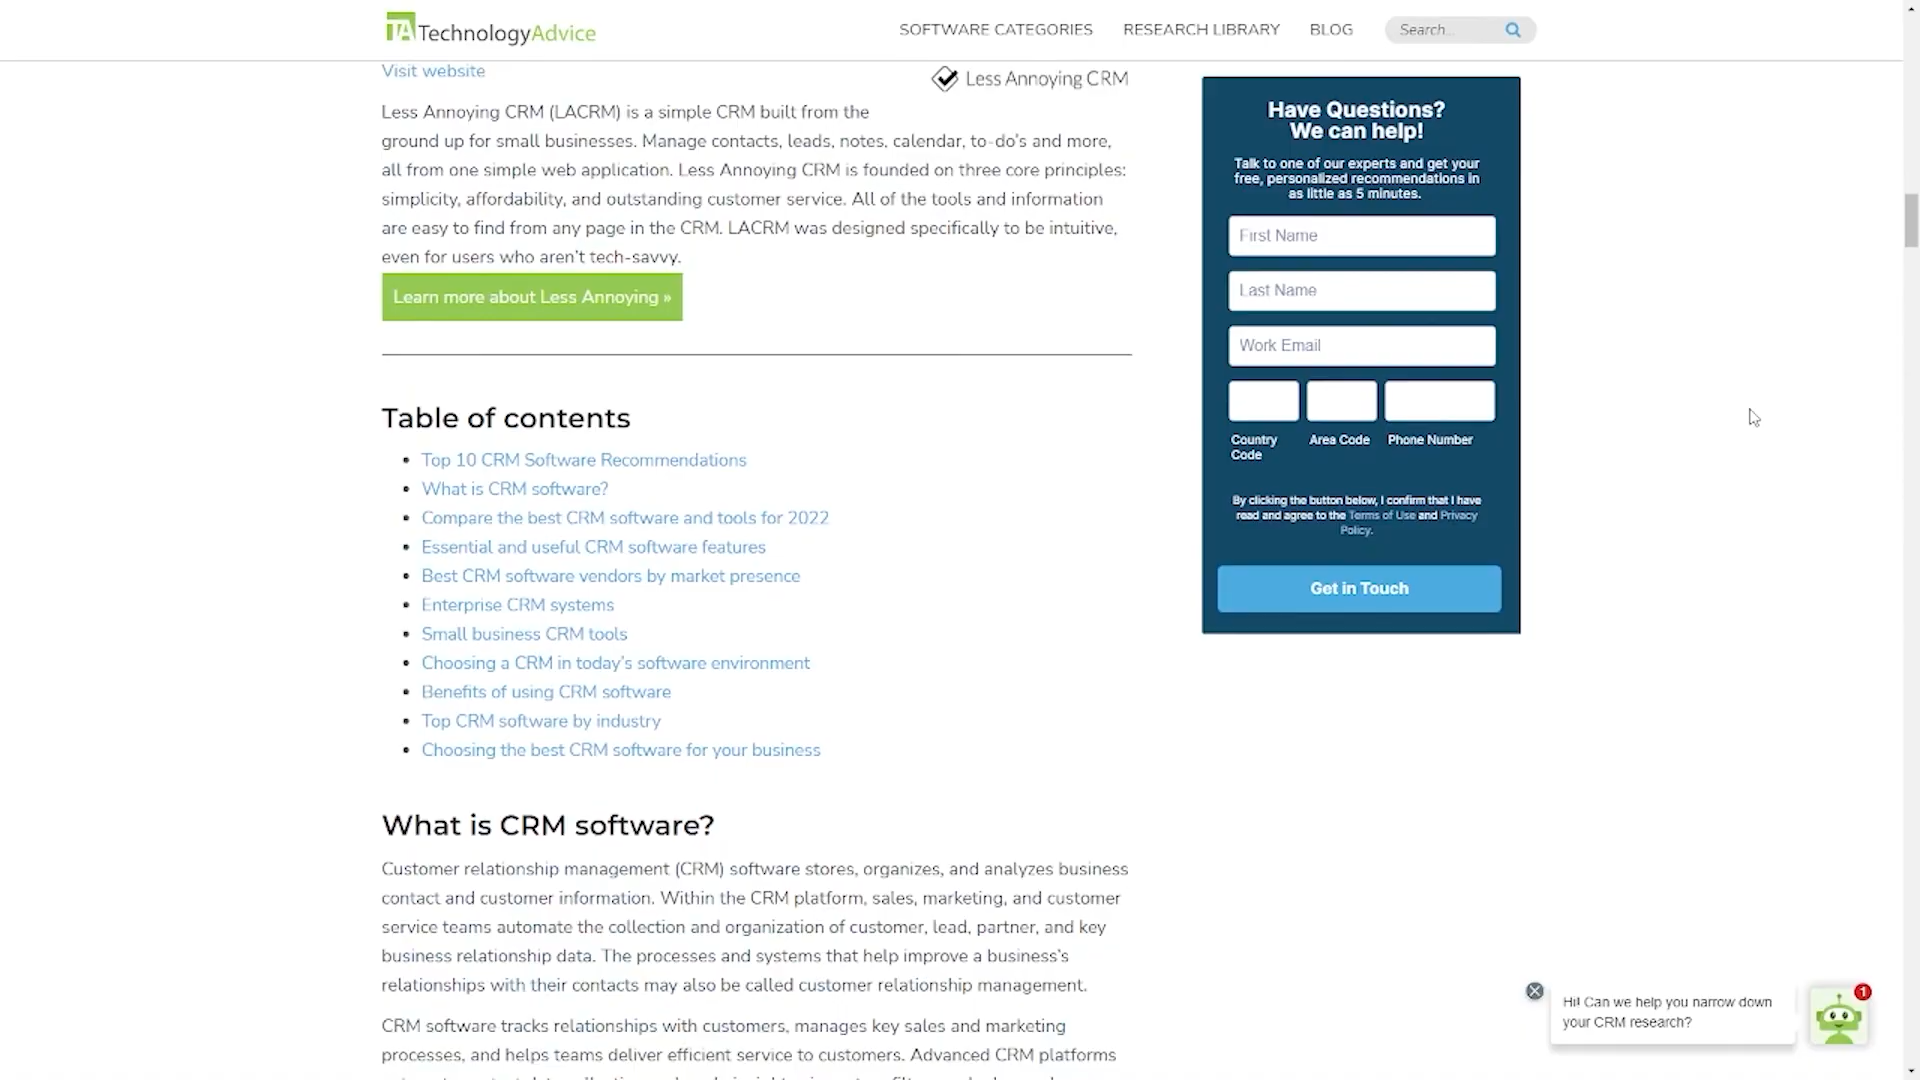 TA TechnologyAdvice
SOFTWARE CATEGORIES
RESEARCH LIBRARY
BLOG
Search...
Visit website
Less Annoying CRM
Less Annoying CRM (LACRM) is a simple CRM built from the
ground up for small businesses. Manage contacts, leads, notes, calendar, to-do's and more,
all from one simple web application. Less Annoying CRM is founded on three core principles:
simplicity, affordability, and outstanding customer service. All of the tools and information
are easy to find from any page in the CRM. LACRM was designed specifically to be intuitive,
even for users who aren't tech-savvy.
Learn more about Less Annoying »
Table of contents
• Top 10 CRM Software Recommendations
• What is CRM software?
• Compare the best CRM software and tools for 2022
• Essential and useful CRM software features
• Best CRM software vendors by market presence
• Enterprise CRM systems
• Small business CRM tools
• Choosing a CRM in today's software environment
• Benefits of using CRM software
• Top CRM software by industry
• Choosing the best CRM software for your business
What is CRM software?
Customer relationship management (CRM) software stores, organizes, and analyzes business
contact and customer information. Within the CRM platform, sales, marketing, and customer
service teams automate the collection and organization of customer, lead, partner, and key
business relationship data. The processes and systems that help improve a business's
relationships with their contacts may also be called customer relationship management.
CRM software tracks relationships with customers, manages key sales and marketing
processes, and helps teams deliver efficient service to customers. Advanced CRM platforms
Have Questions?
We can help!
Talk to one of our experts and get your
free, personalized recommendations in
as little as 5 minutes.
First Name
Last Name
Work Email
Country
Code
Area Code
Phone Number
By clicking the button below, I confirm that I have
read and agree to the Terms of Use and Privacy
Policy.
Get in Touch
Hi! Can we help you narrow down
your CRM research?
1